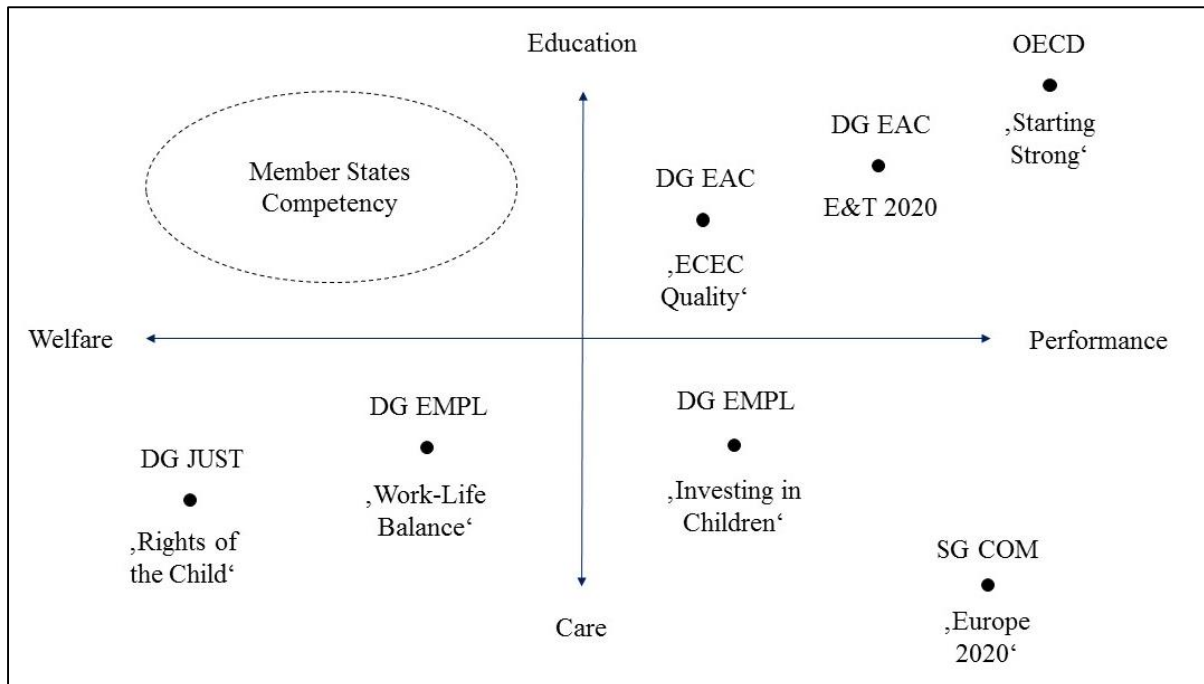 Education
OECD
‚Starting
Strong‘
DG EAC
E&T 2020
DG EAC
‚ECEC
Quality‘
Member States
Competency
Welfare
Performance
DG EMPL
‚Work-Life
Balance‘
DG EMPL
‚Investing in
Children‘
DG JUST
‚Rights of
the Child‘
SG COM
‚Europe
2020‘
Care